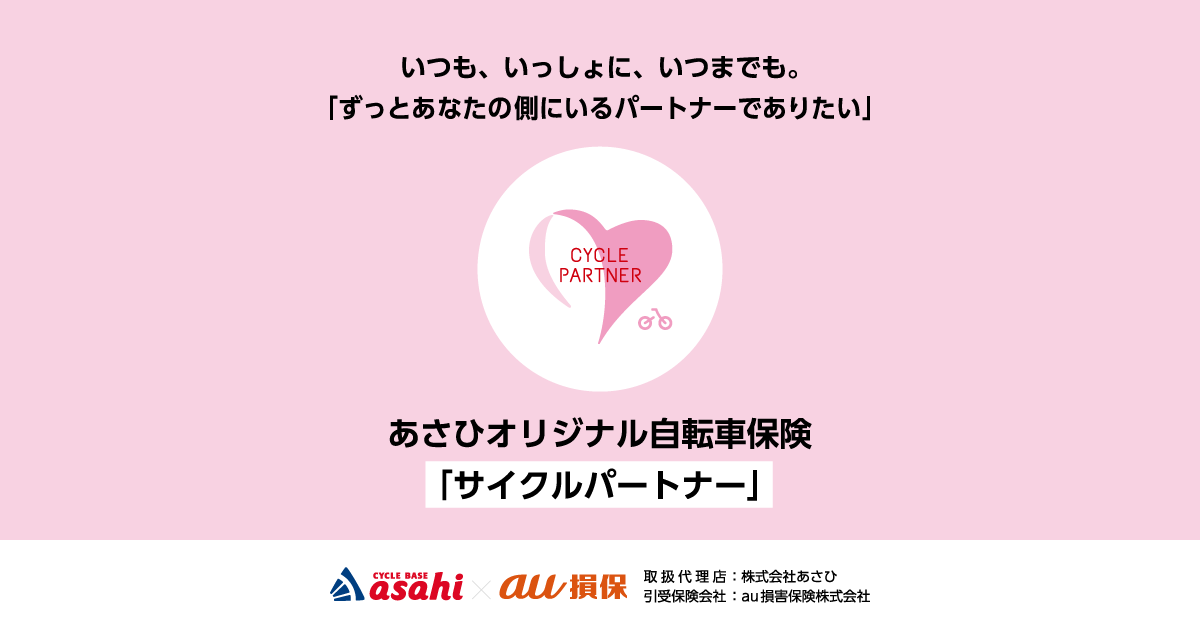 いつも、いっしょに、いつまでも。
「ずっとあなたの側にいるパートナーでありたい」
CYCLE
PARTNER
あさひオリジナル自転車保険
「サイクルパートナー」
CYCLE BASE
asahi × au損保
取扱代理店：株式会社あさひ
引受保険会社：au損害保険株式会社